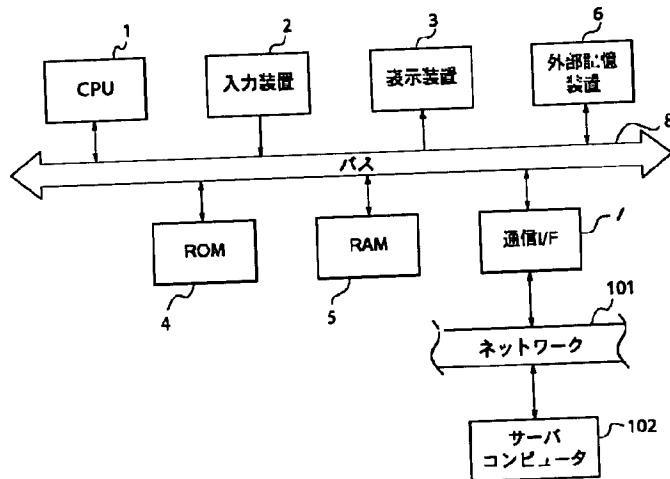 1
2
3
6
CPU
入力装置
表示装置
外部記憶
装置
8
バス
ROM
RAM
通信I/F
4
5
101
ネットワーク
サーバ
コンピュータ
102